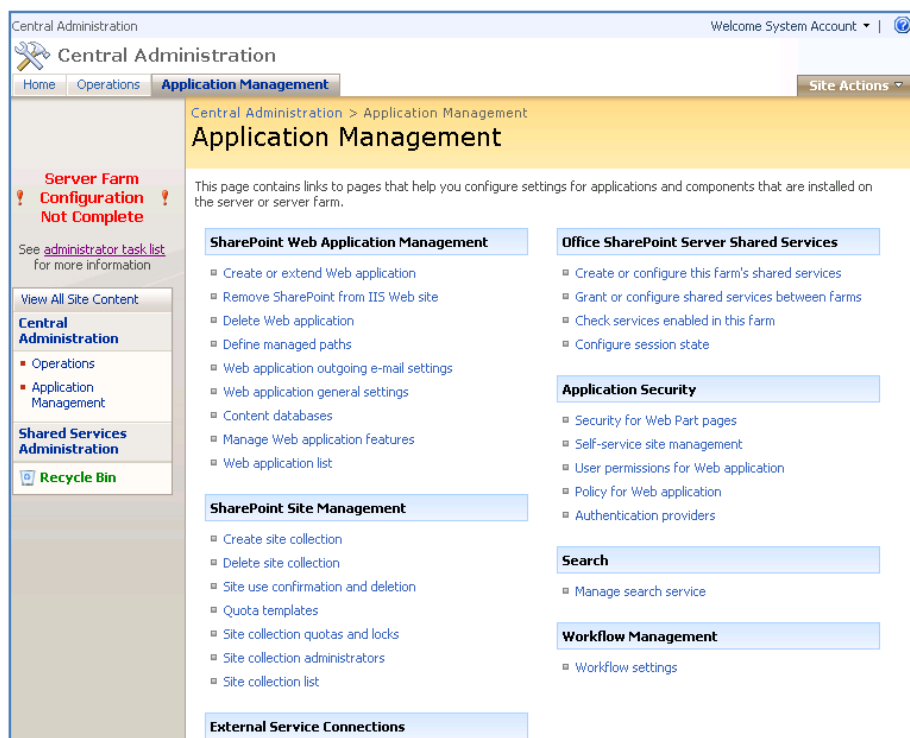 Central Administration
Welcome System Account
Central Administration
Home
Operations
Application Management
Site Actions
Central Administration > Application Management
Application Management
Server Farm
Configuration
Not Complete
See administrator task list
for more information
View All Site Content
Central
Administration
Operations
Application
Management
Shared Services
Administration
Recycle Bin
This page contains links to pages that help you configure settings for applications and components that are installed on
the server or server farm.
SharePoint Web Application Management
Create or extend Web application
Remove SharePoint from IIS Web site
Delete Web application
Define managed paths
Web application outgoing e-mail settings
Web application general settings
Content databases
Manage Web application features
Web application list
SharePoint Site Management
Create site collection
Delete site collection
Site use confirmation and deletion
Quota templates
Site collection quotas and locks
Site collection administrators
Site collection list
External Service Connections
Office SharePoint Server Shared Services
Create or configure this farm's shared services
Grant or configure shared services between farms
Check services enabled in this farm
Configure session state
Application Security
Security for Web Part pages
Self-service site management
User permissions for Web application
Policy for Web application
Authentication providers
Search
Manage search service
Workflow Management
Workflow settings